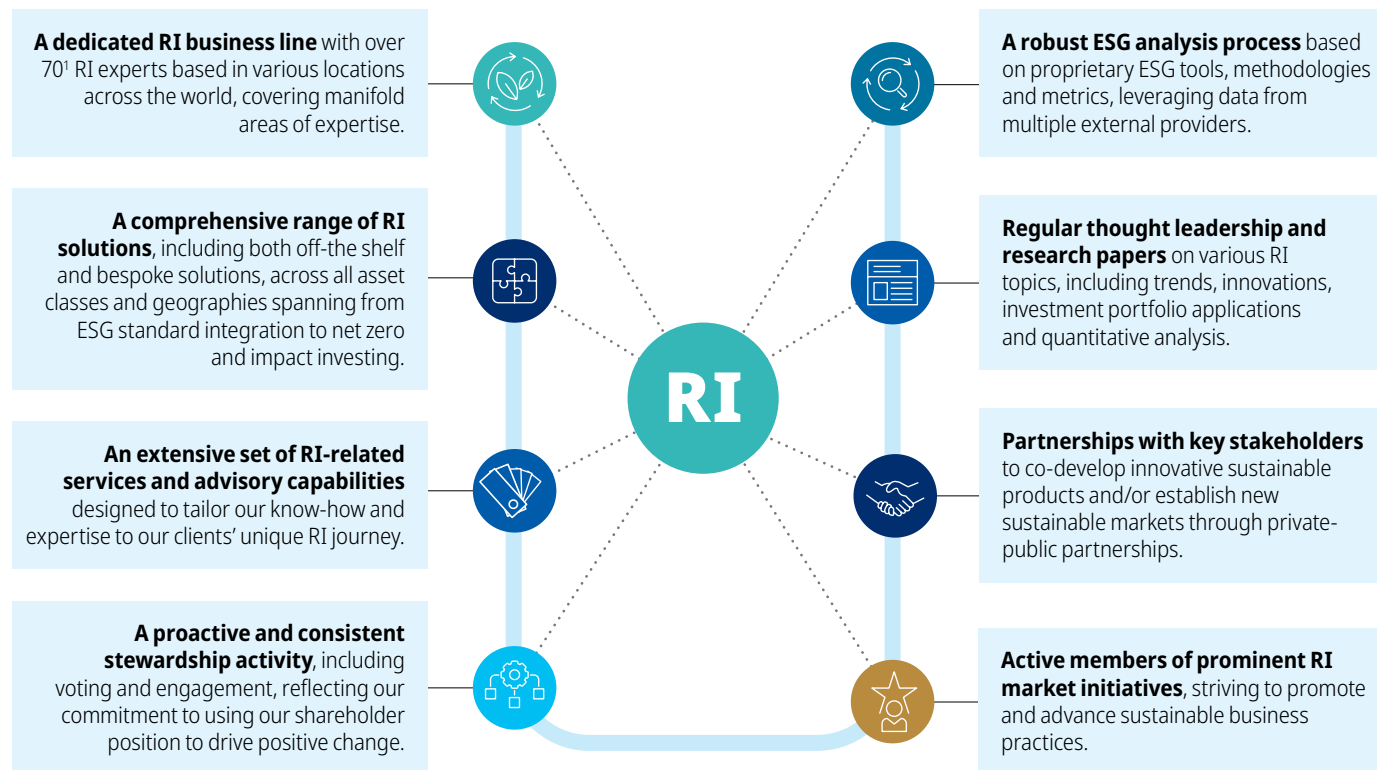 A dedicated RI business line with over
70¹ RI experts based in various locations
across the world, covering manifold
areas of expertise.
A comprehensive range of RI
solutions, including both off-the shelf
and bespoke solutions, across all asset
classes and geographies spanning from
ESG standard integration to net zero
and impact investing.
An extensive set of RI-related
services and advisory capabilities
designed to tailor our know-how and
expertise to our clients’ unique RI journey.
A proactive and consistent
stewardship activity, including
voting and engagement, reflecting our
commitment to using our shareholder
position to drive positive change.
RI
A robust ESG analysis process based
on proprietary ESG tools, methodologies
and metrics, leveraging data from
multiple external providers.
Regular thought leadership and
research papers on various RI
topics, including trends, innovations,
investment portfolio applications
and quantitative analysis.
Partnerships with key stakeholders
to co-develop innovative sustainable
products and/or establish new
sustainable markets through private-
public partnerships.
Active members of prominent RI
market initiatives, striving to promote
and advance sustainable business
practices.